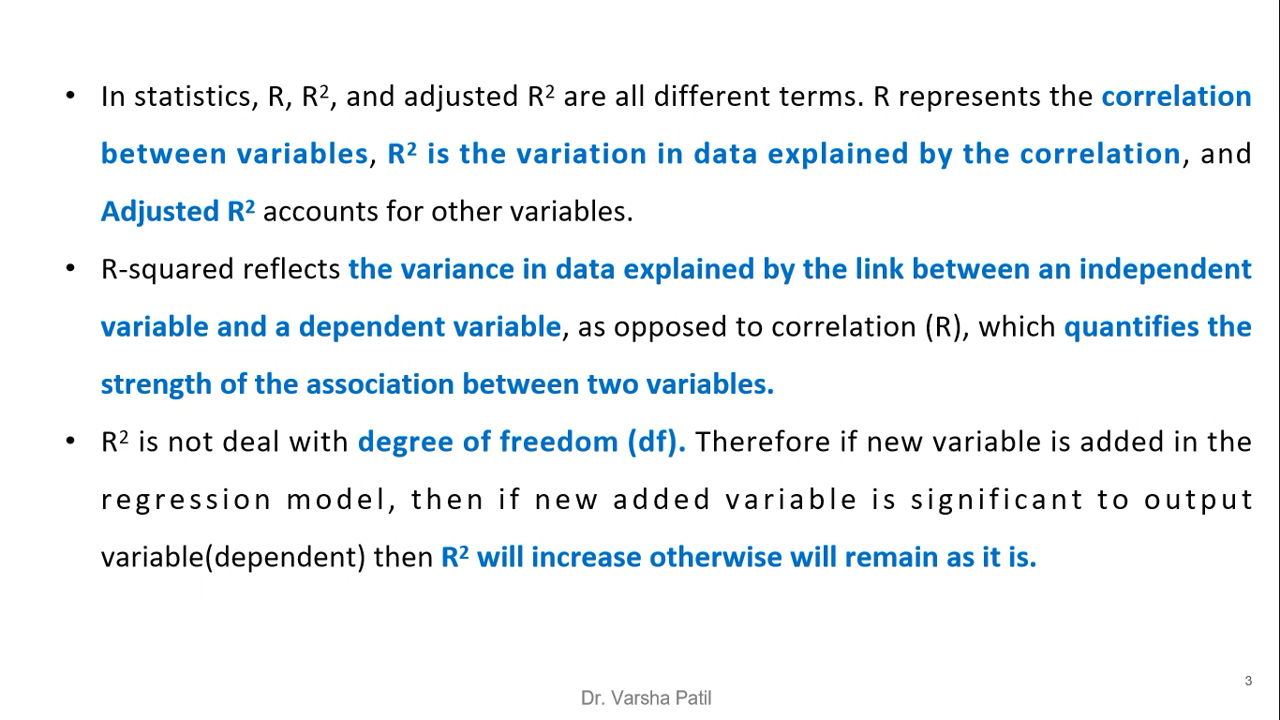 • In statistics, R, R², and adjusted R² are all different terms. R represents the correlation
between variables, R² is the variation in data explained by the correlation, and
Adjusted R² accounts for other variables.
• R-squared reflects the variance in data explained by the link between an independent
variable and a dependent variable, as opposed to correlation (R), which quantifies the
strength of the association between two variables.
• R² is not deal with degree of freedom (df). Therefore if new variable is added in the
regression model, then if new added variable is significant to output
variable(dependent) then R² will increase otherwise will remain as it is.
3
Dr. Varsha Patil